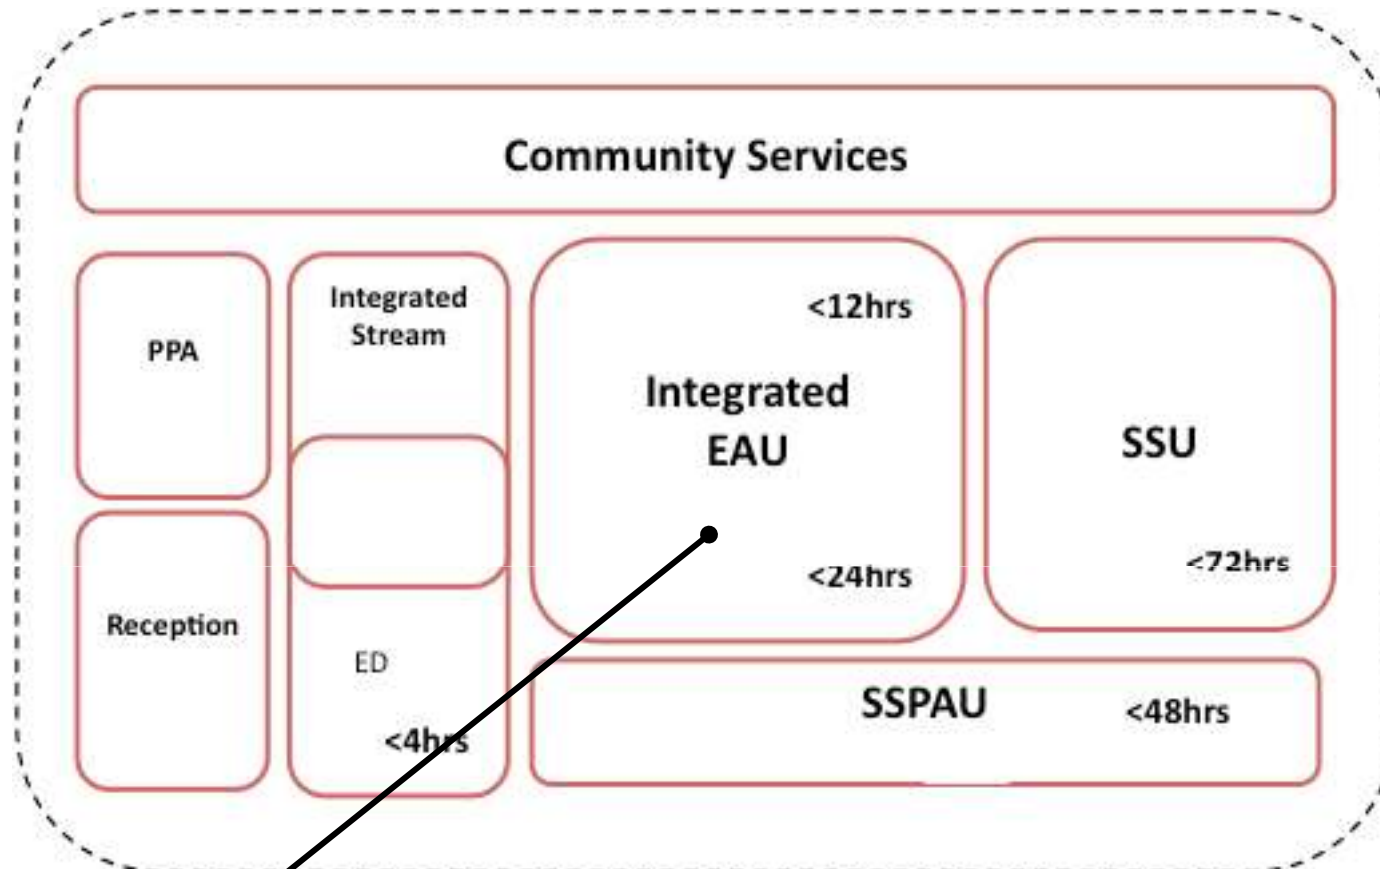 Community Services
PPA
Integrated
Stream
<12hrs
Integrated
EAU
SSU
<24hrs
<72hrs
Reception
ED
<4hrs
SSPAU
<48hrs